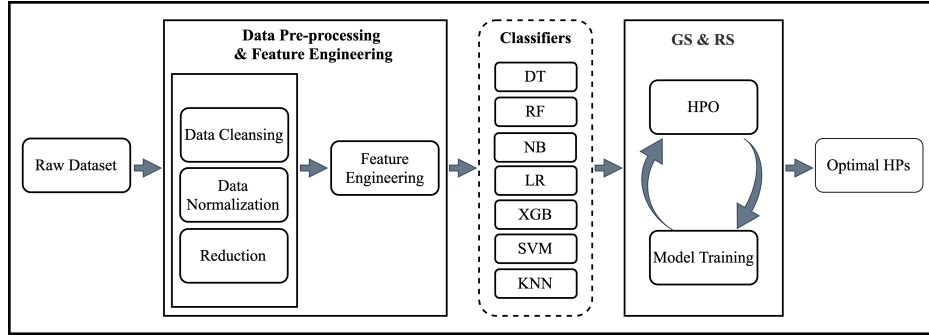 Raw Dataset
Data Pre-processing
& Feature Engineering
Data Cleansing
Data
Normalization
Reduction
Feature
Engineering
Classifiers
DT
RF
NB
LR
XGB
SVM
KNN
GS & RS
HPO
Model Training
Optimal HPs